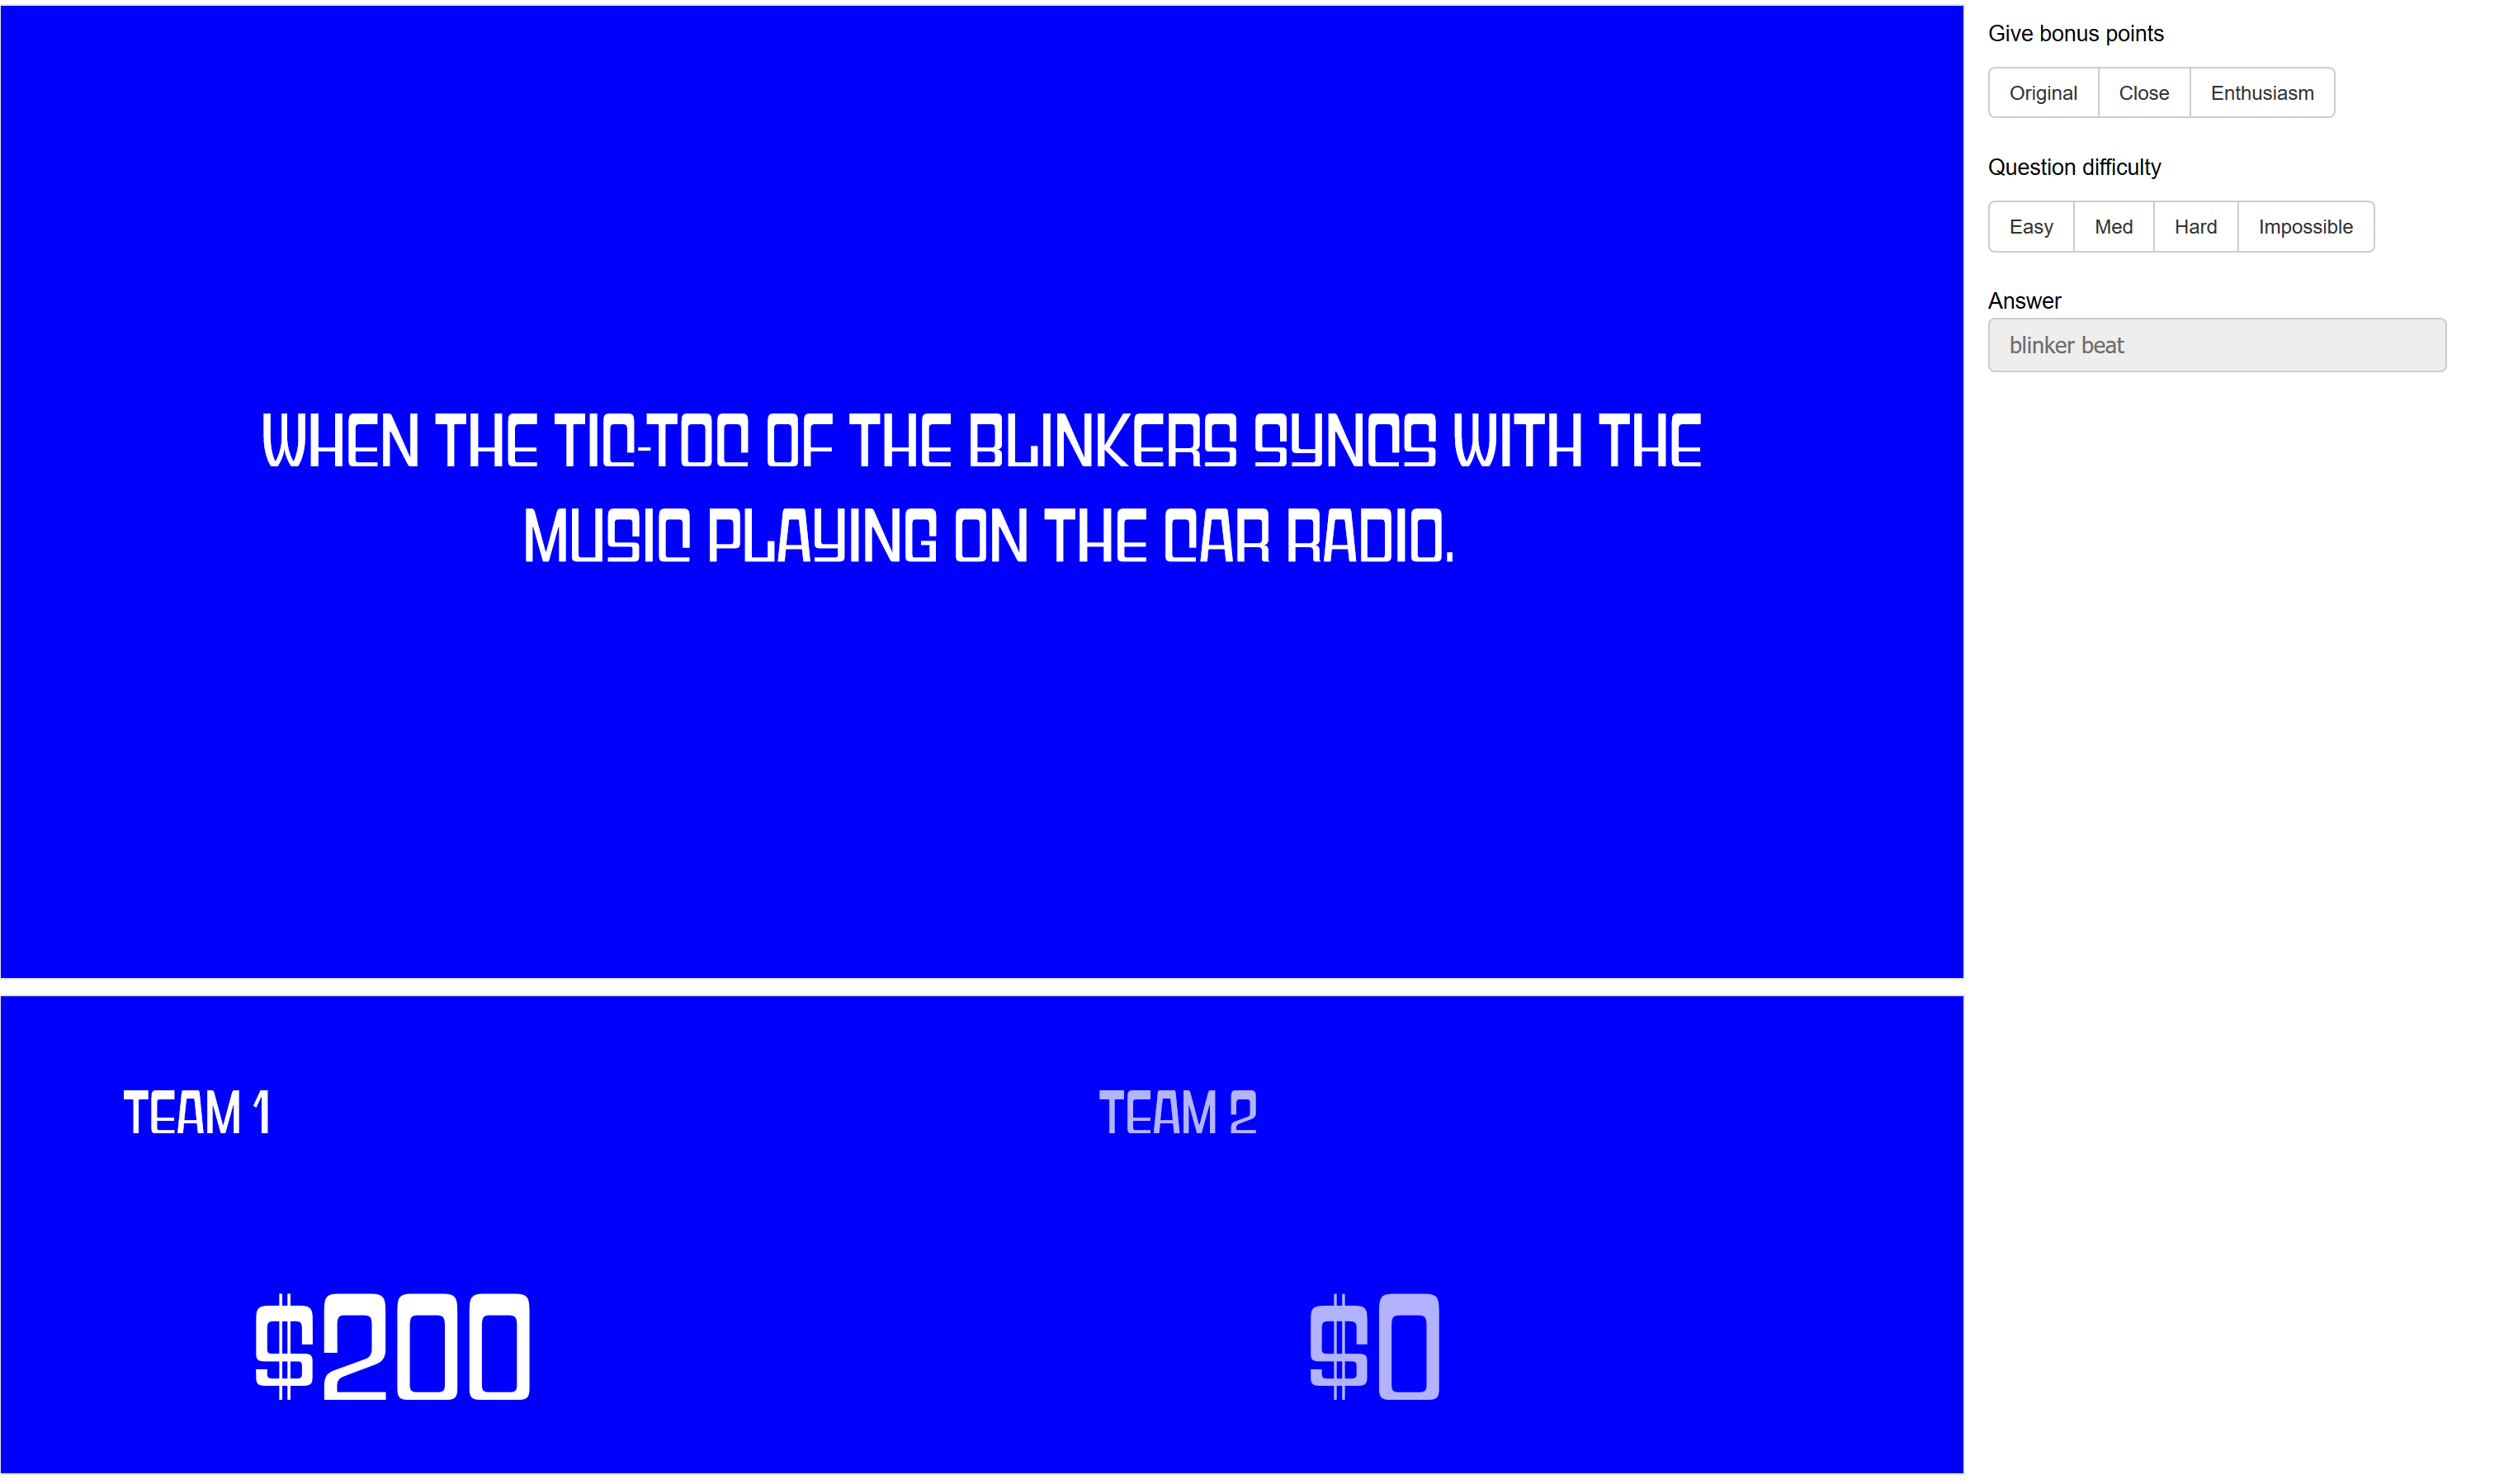 WHEN THE TIC-TOC OF THE BLINKERS SYNCS WITH THE
MUSIC PLAYING ON THE CAR RADIO.
Give bonus points
Original Close Enthusiasm
Question difficulty
Easy Med Hard Impossible
Answer
blinker beat
TEAM 1
$200
TEAM 2
$0